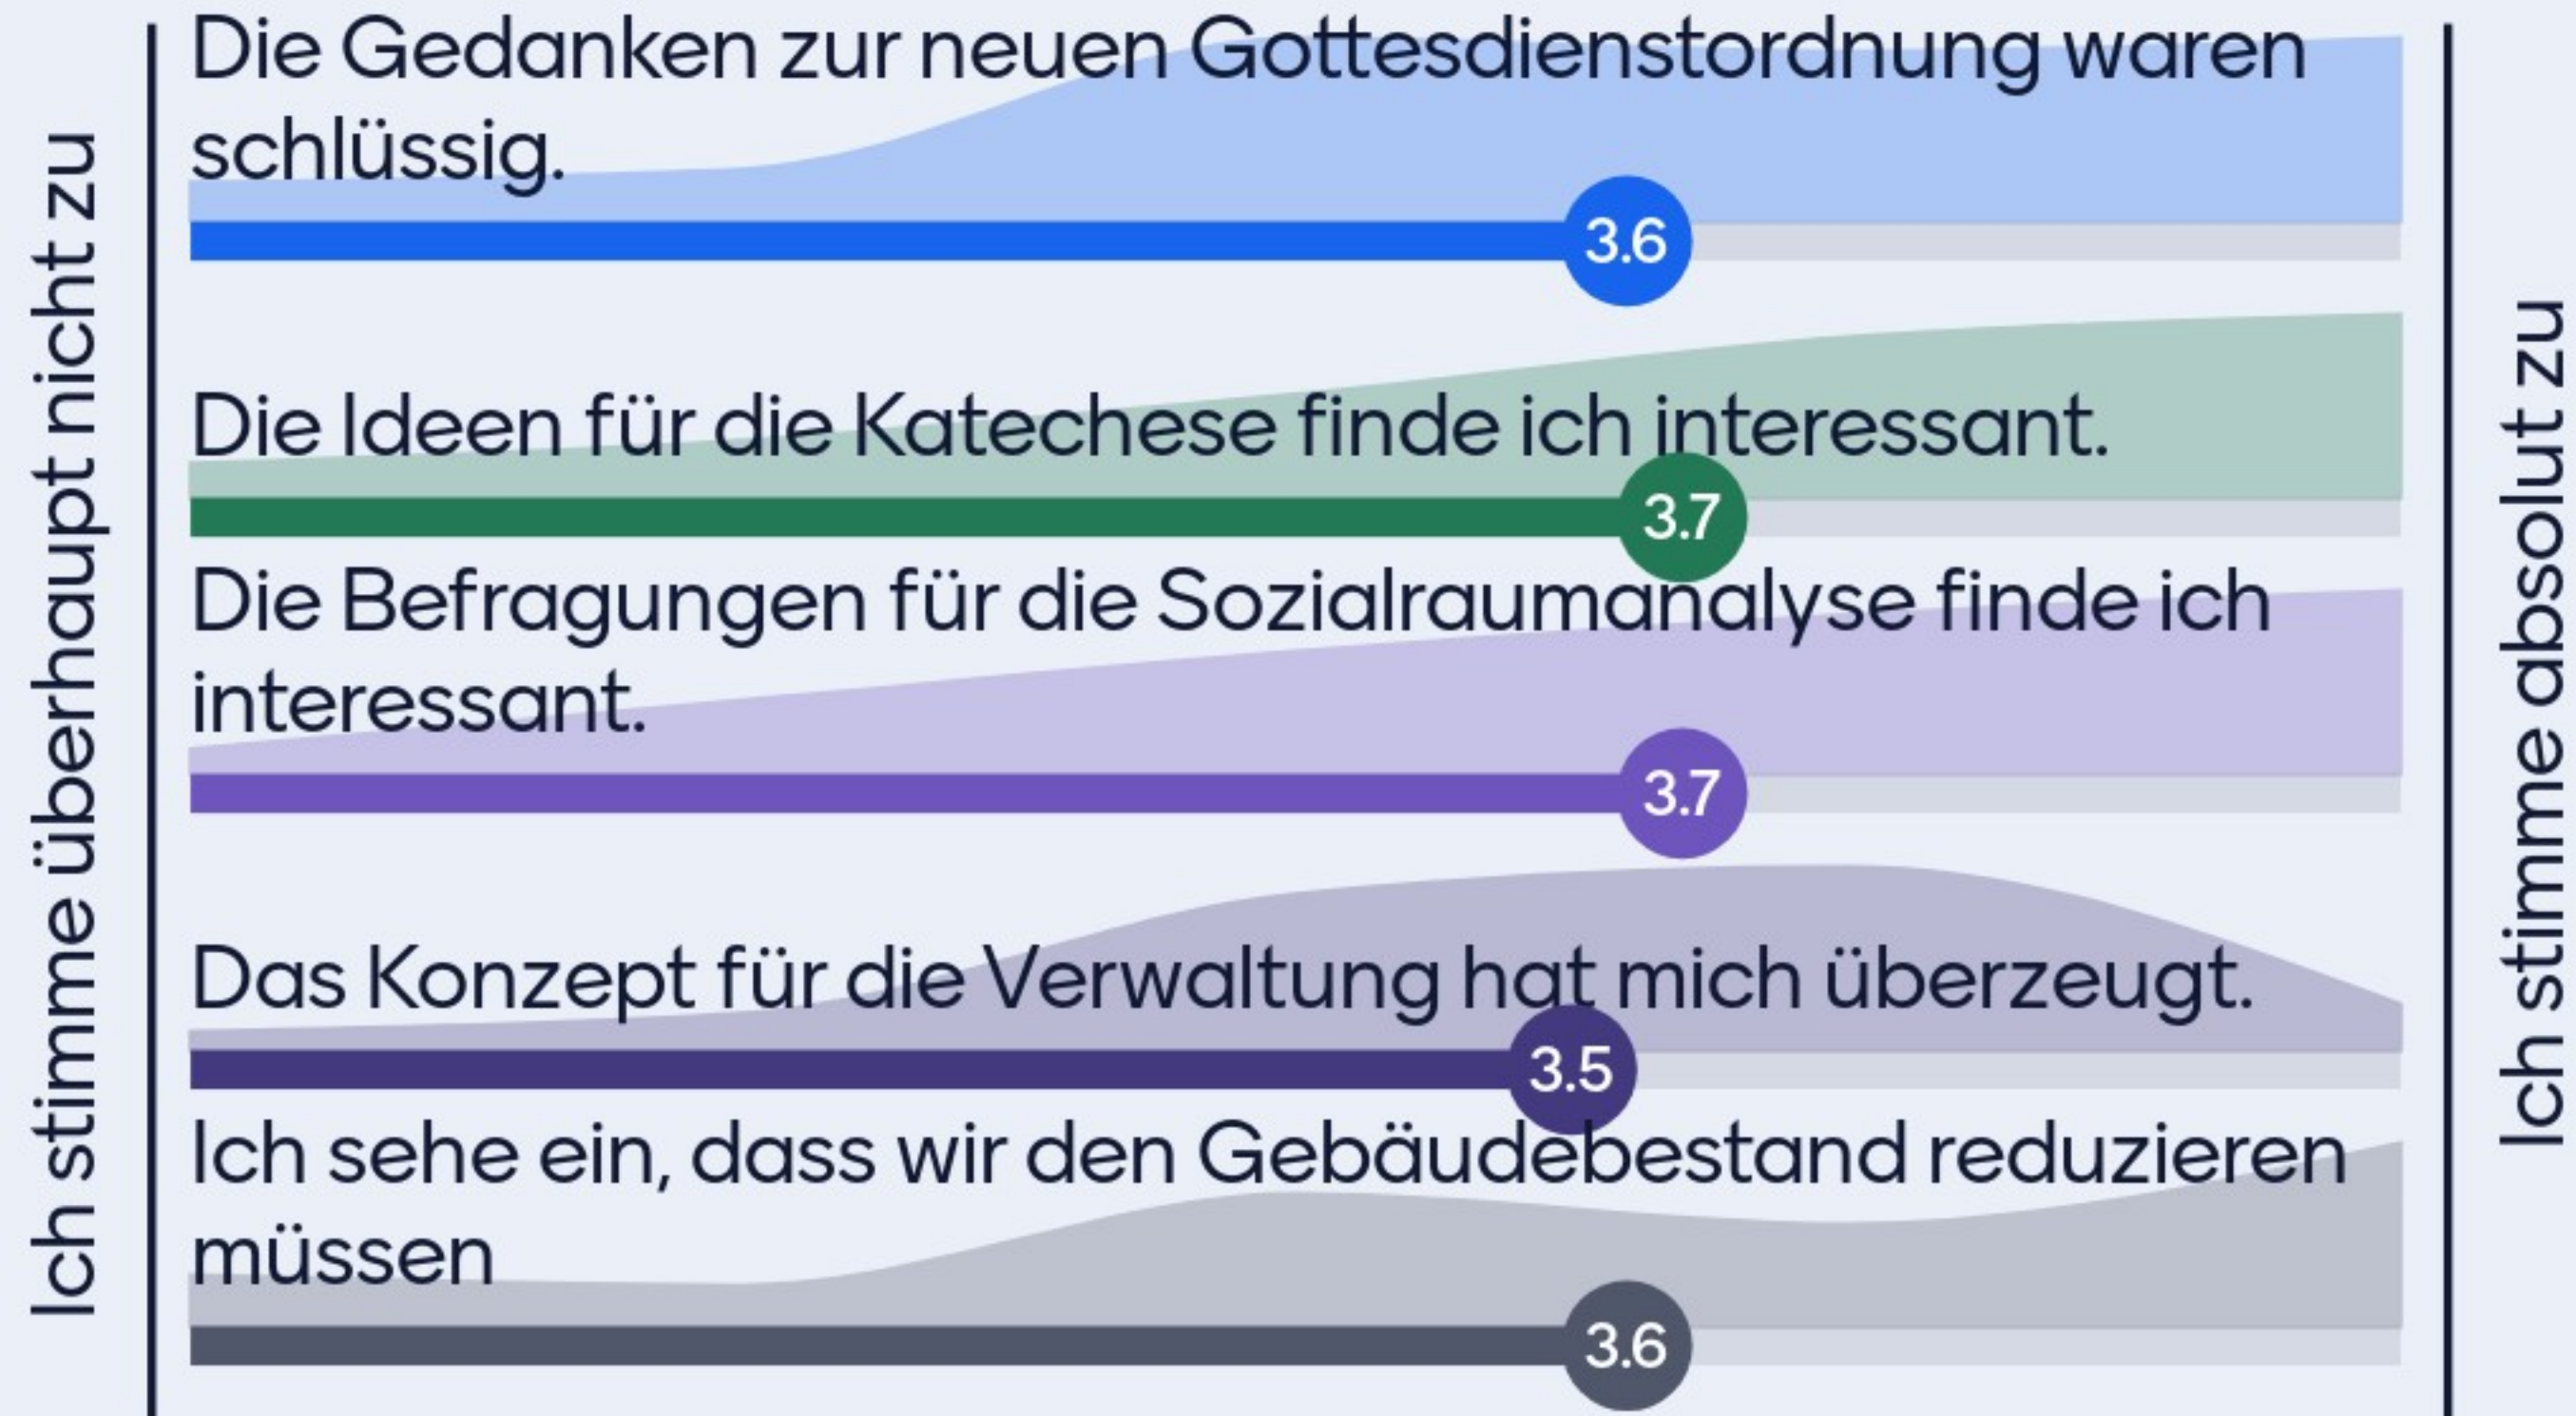 Ich stimme überhaupt nicht zu
Die Gedanken zur neuen Gottesdienstordnung waren
schlüssig.
3.6
Die Ideen für die Katechese finde ich interessant.
3.7
Die Befragungen für die Sozialraumanalyse finde ich
interessant.
3.7
Das Konzept für die Verwaltung hat mich überzeugt.
3.5
Ich sehe ein, dass wir den Gebäudebestand reduzieren
müssen
3.6
Ich stimme absolut zu